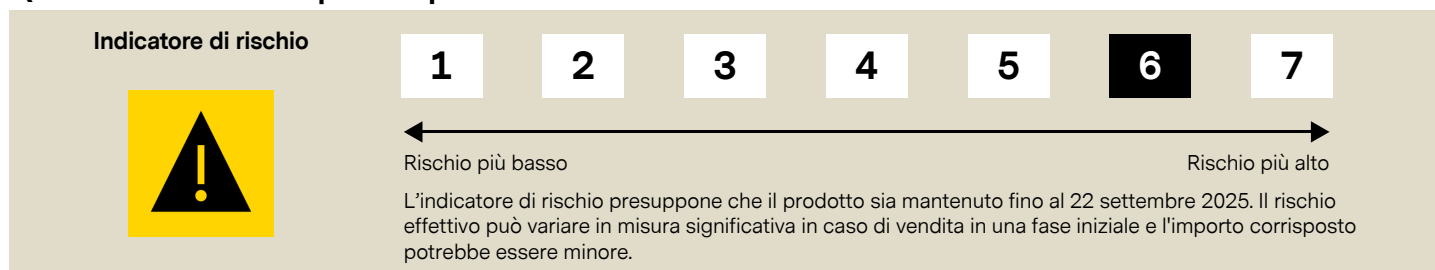 Indicatore di rischio
1 2 3 4 5 6 7
Rischio più basso Rischio più alto
L'indicatore di rischio presuppone che il prodotto sia mantenuto fino al 22 settembre 2025. Il rischio
effettivo può variare in misura significativa in caso di vendita in una fase iniziale e l'importo corrisposto
potrebbe essere minore.